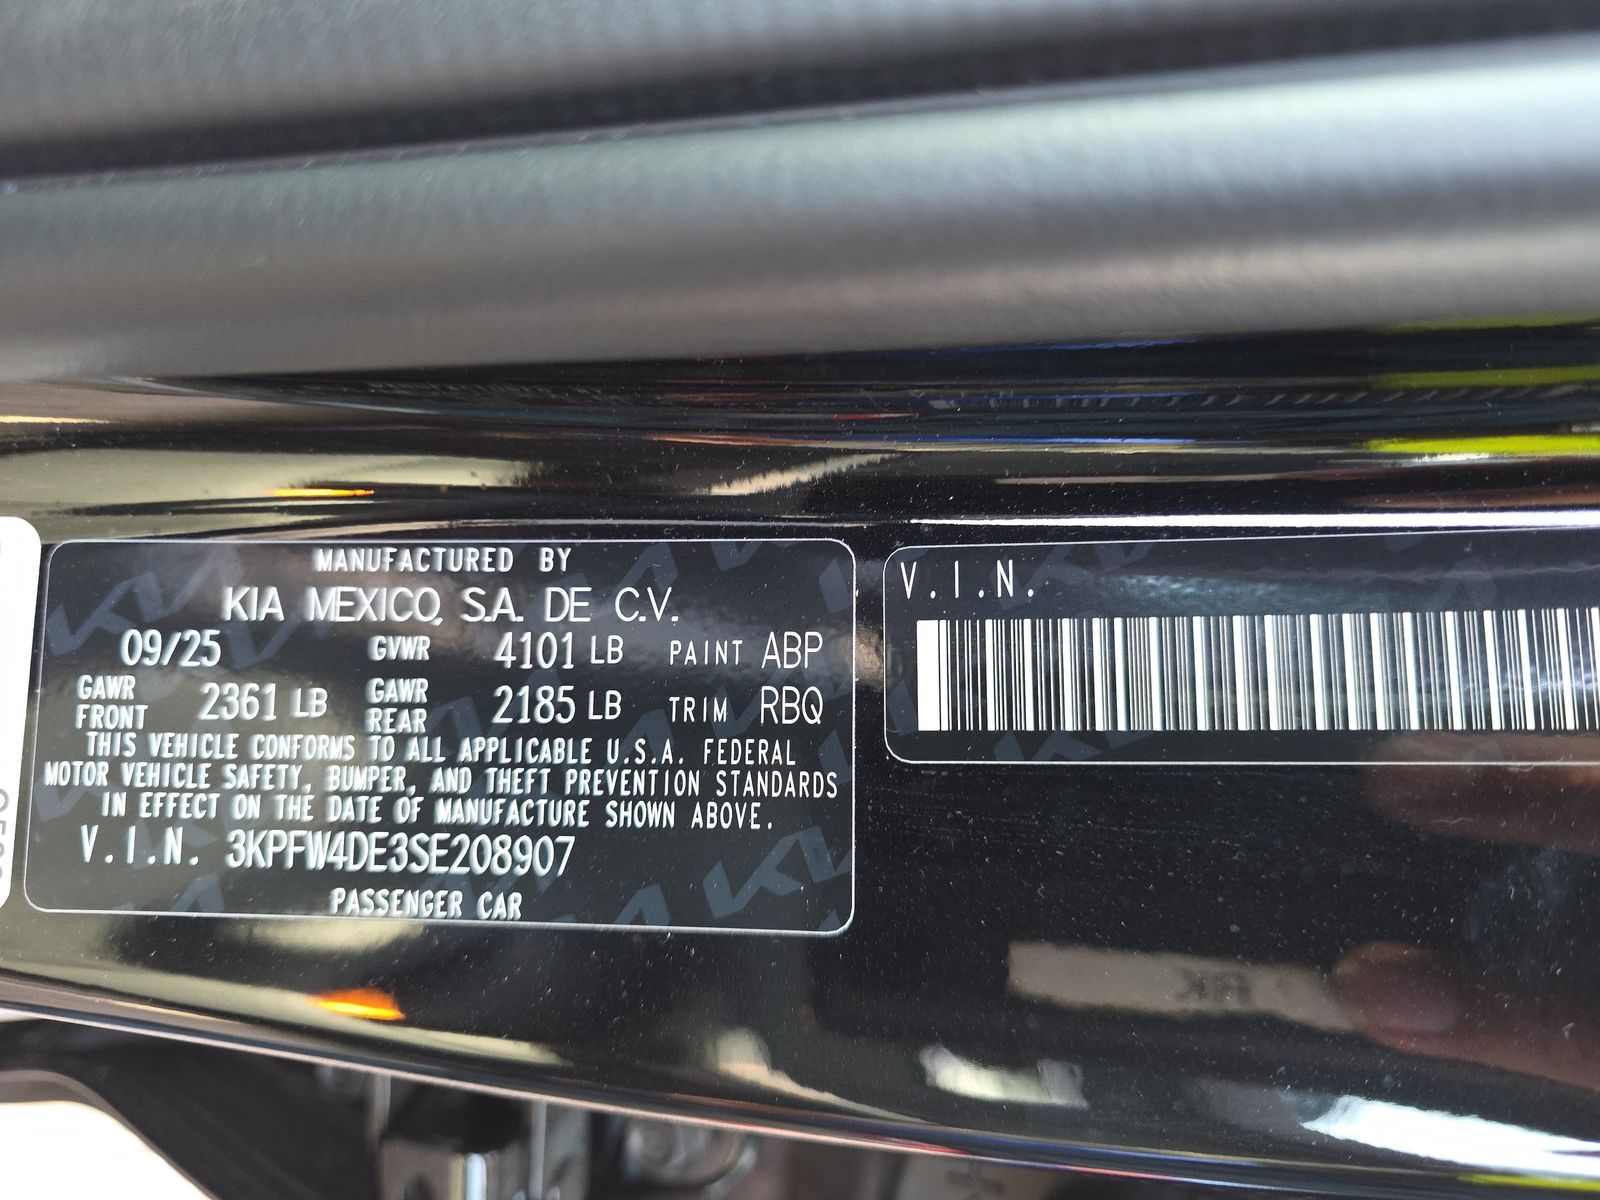 MANUFACTURED BY
KIA MEXICO, S.A. DE C.V.
09/25 GVWR 4101 LB PAINT ABP
GAWR FRONT 2361 LB GAWR REAR 2185 LB TRIM RBQ
THIS VEHICLE CONFORMS TO ALL APPLICABLE U.S.A. FEDERAL
MOTOR VEHICLE SAFETY, BUMPER, AND THEFT PREVENTION STANDARDS
IN EFFECT ON THE DATE OF MANUFACTURE SHOWN ABOVE.
V.I.N. 3KPFW4DE3SE208907
PASSENGER CAR
V.I.N.